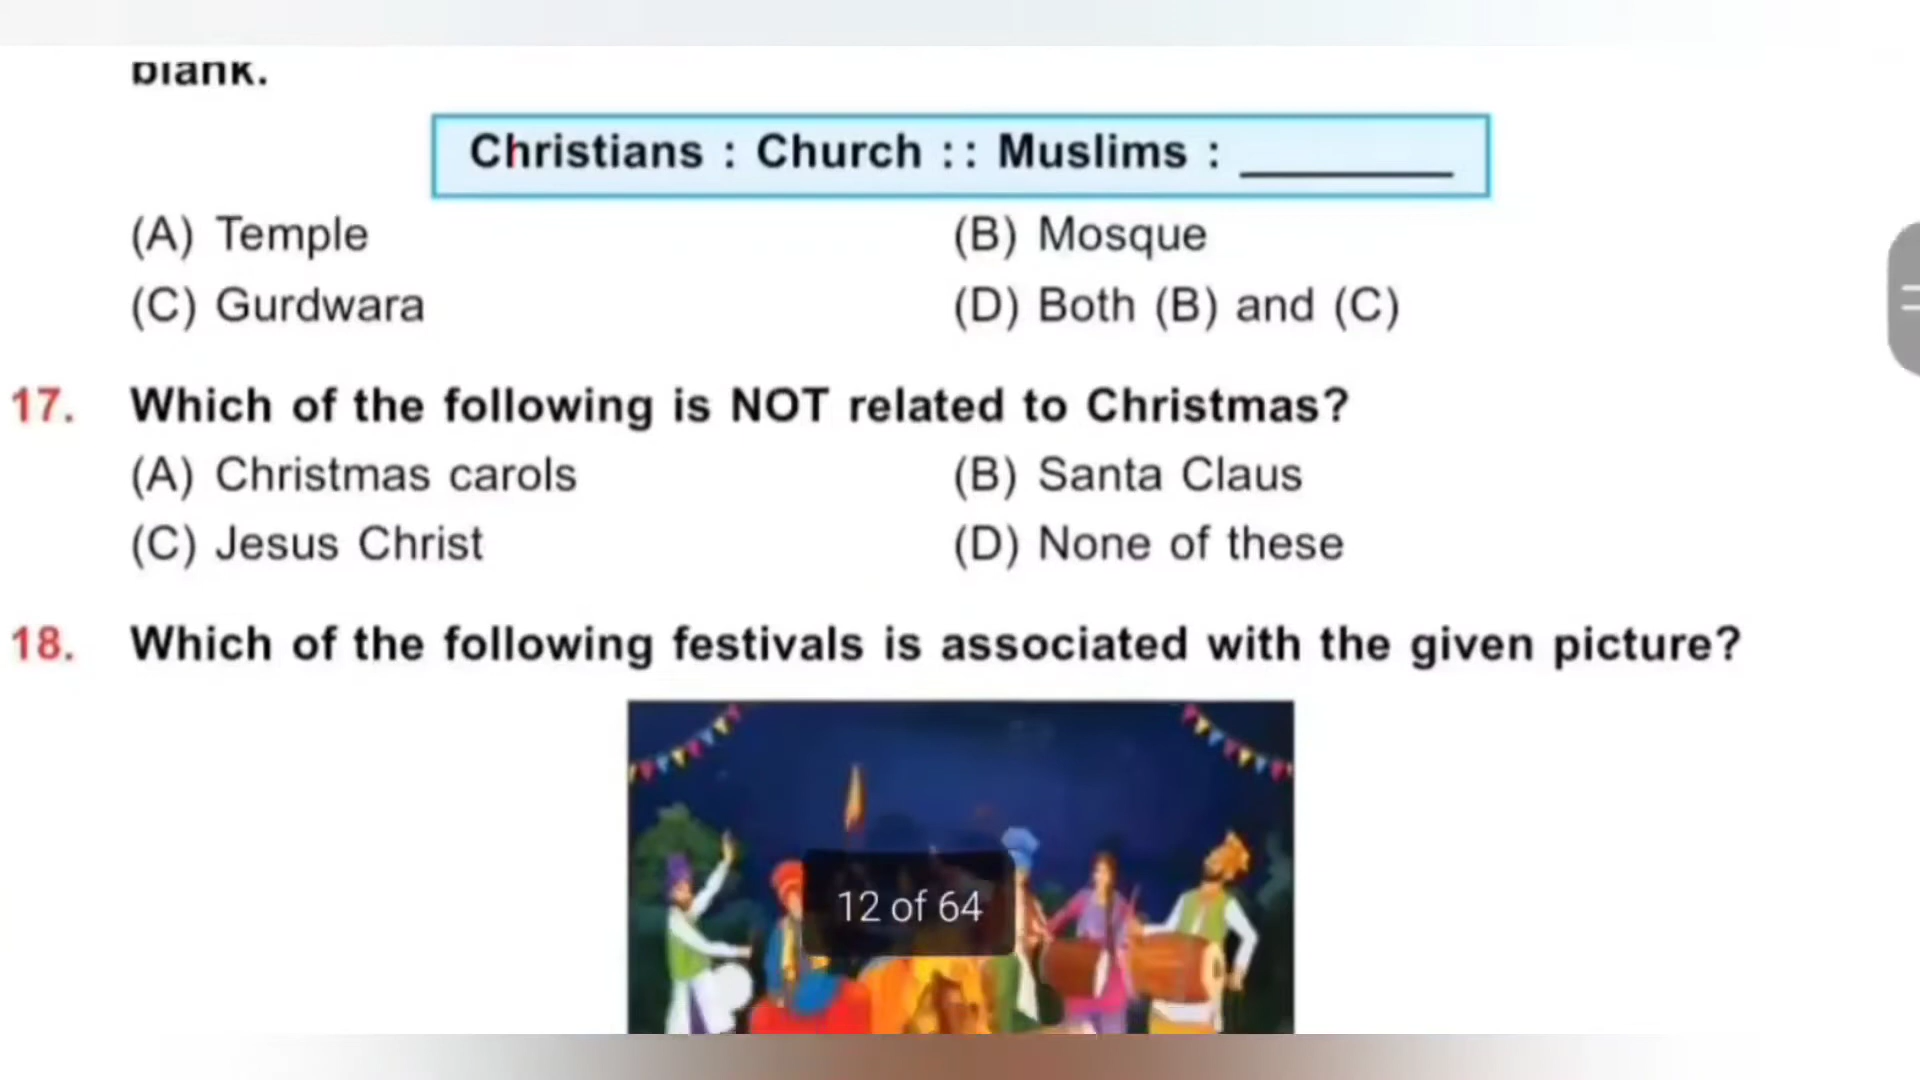 blank.
Christians : Church :: Muslims : ________
(A) Temple (B) Mosque
(C) Gurdwara (D) Both (B) and (C)
17. Which of the following is NOT related to Christmas?
(A) Christmas carols (B) Santa Claus
(C) Jesus Christ (D) None of these
18. Which of the following festivals is associated with the given picture?
12 of 64